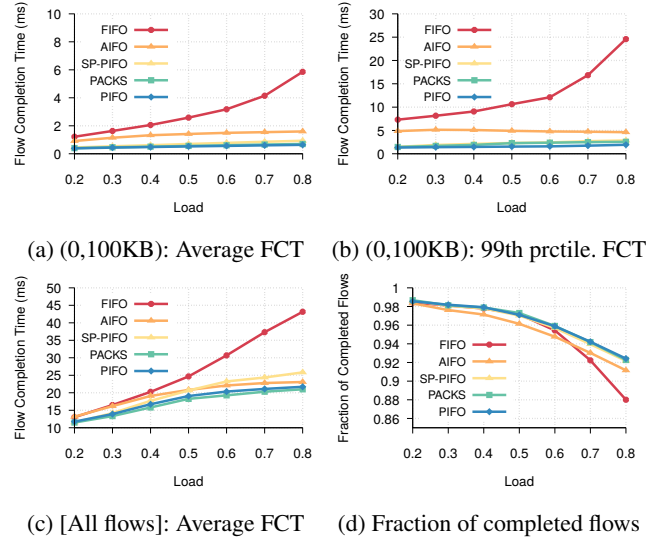 Flow Completion Time (ms)
10
8
6
4
2
0
FIFO
AIFO
SP-PIFO
PACKS
PIFO
0.2 0.3 0.4 0.5 0.6 0.7 0.8
Load
(a) (0,100KB): Average FCT
Flow Completion Time (ms)
30
25
20
15
10
5
0
FIFO
AIFO
SP-PIFO
PACKS
PIFO
0.2 0.3 0.4 0.5 0.6 0.7 0.8
Load
(b) (0,100KB): 99th prctile. FCT
Flow Completion Time (ms)
50
45
40
35
30
25
20
15
10
FIFO
AIFO
SP-PIFO
PACKS
PIFO
0.2 0.3 0.4 0.5 0.6 0.7 0.8
Load
(c) [All flows]: Average FCT
Fraction of Completed Flows
1
0.98
0.96
0.94
0.92
0.9
0.88
0.86
FIFO
AIFO
SP-PIFO
PACKS
PIFO
0.2 0.3 0.4 0.5 0.6 0.7 0.8
Load
(d) Fraction of completed flows